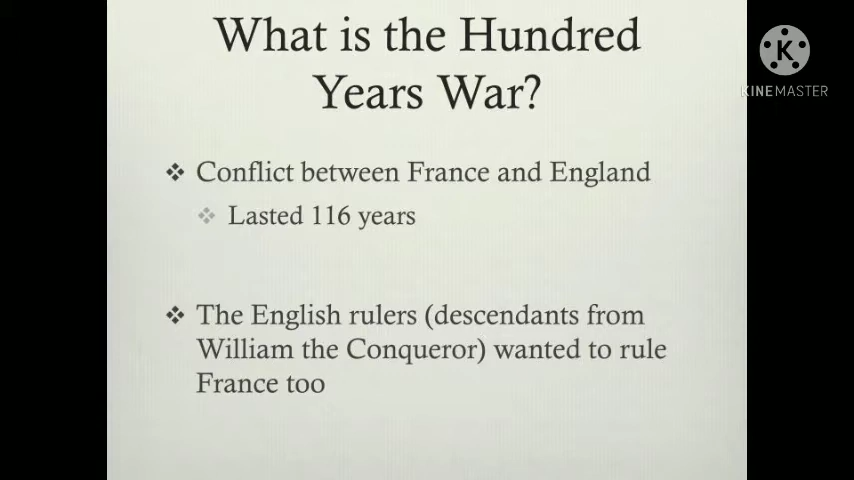 What is the Hundred
Years War?
K
KINEMASTER
❖ Conflict between France and England
❖ Lasted 116 years
❖ The English rulers (descendants from
William the Conqueror) wanted to rule
France too